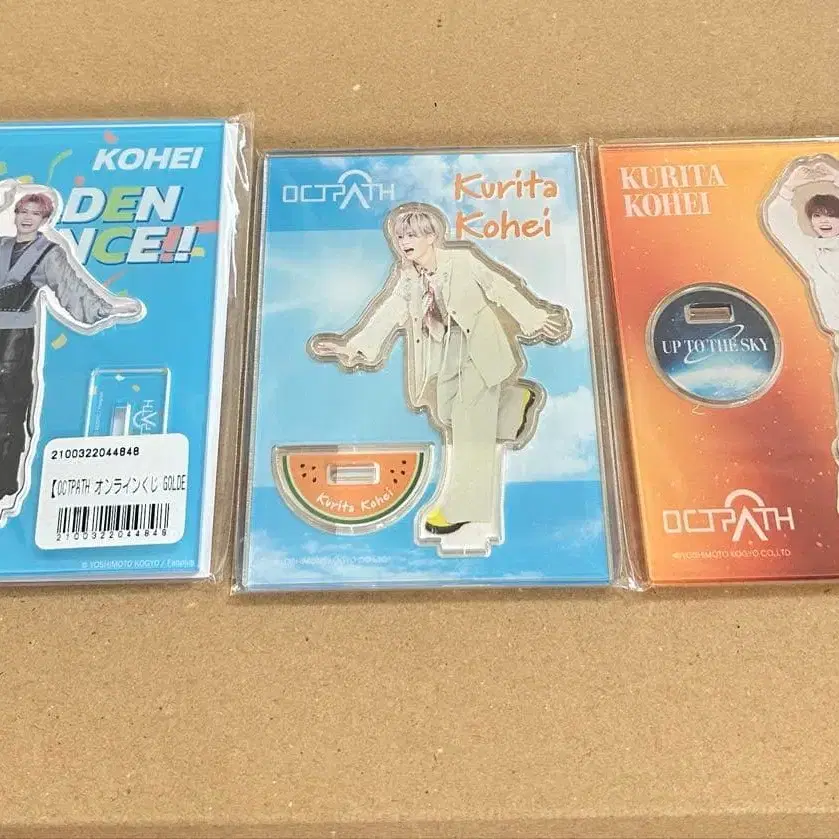 KOHEI
DEN
NCE!!
2100322044848
【OCTPATH オンラインくじ GOLDE
2100322044848
© YOSHIMOTO KOGYO / Fanplus
OCTPATH
Kurita
Kohei
Kurita Kohei
KURITA
KOHEI
UP TO THE SKY
OCTPATH
©YOSHIMOTO KOGYO CO.,LTD